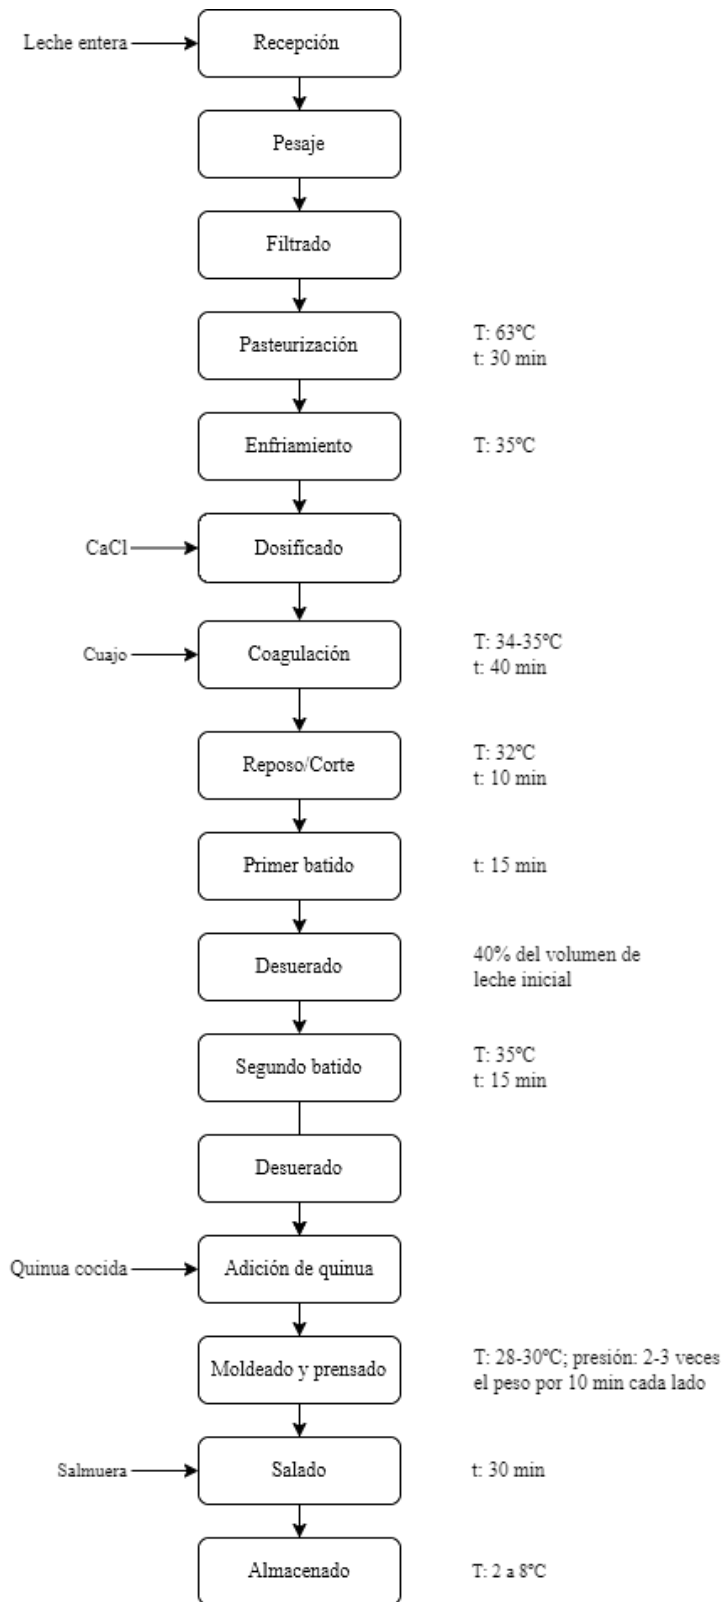 Leche entera
Recepción
Pesaje
Filtrado
Pasteurización
T: 63ºC
t: 30 min
Enfriamiento
T: 35ºC
CaCl
Dosificado
Cuajo
Coagulación
T: 34-35ºC
t: 40 min
Reposo/Corte
T: 32ºC
t: 10 min
Primer batido
t: 15 min
Desuerado
40% del volumen de
leche inicial
Segundo batido
T: 35ºC
t: 15 min
Desuerado
Quinua cocida
Adición de quinua
Moldeado y prensado
T: 28-30ºC; presión: 2-3 veces
el peso por 10 min cada lado
Salmuera
Salado
t: 30 min
Almacenado
T: 2 a 8ºC